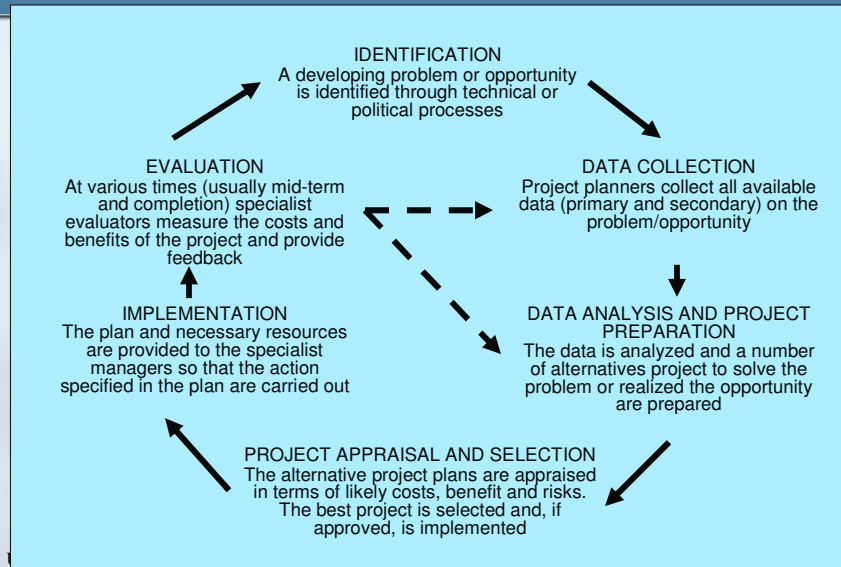 IDENTIFICATION
A developing problem or opportunity
is identified through technical or
political processes
DATA COLLECTION
Project planners collect all available
data (primary and secondary) on the
problem/opportunity
DATA ANALYSIS AND PROJECT
PREPARATION
The data is analyzed and a number
of alternatives project to solve the
problem or realized the opportunity
are prepared
PROJECT APPRAISAL AND SELECTION
The alternative project plans are appraised
in terms of likely costs, benefit and risks.
The best project is selected and, if
approved, is implemented
IMPLEMENTATION
The plan and necessary resources
are provided to the specialist
managers so that the action
specified in the plan are carried out
EVALUATION
At various times (usually mid-term
and completion) specialist
evaluators measure the costs and
benefits of the project and provide
feedback